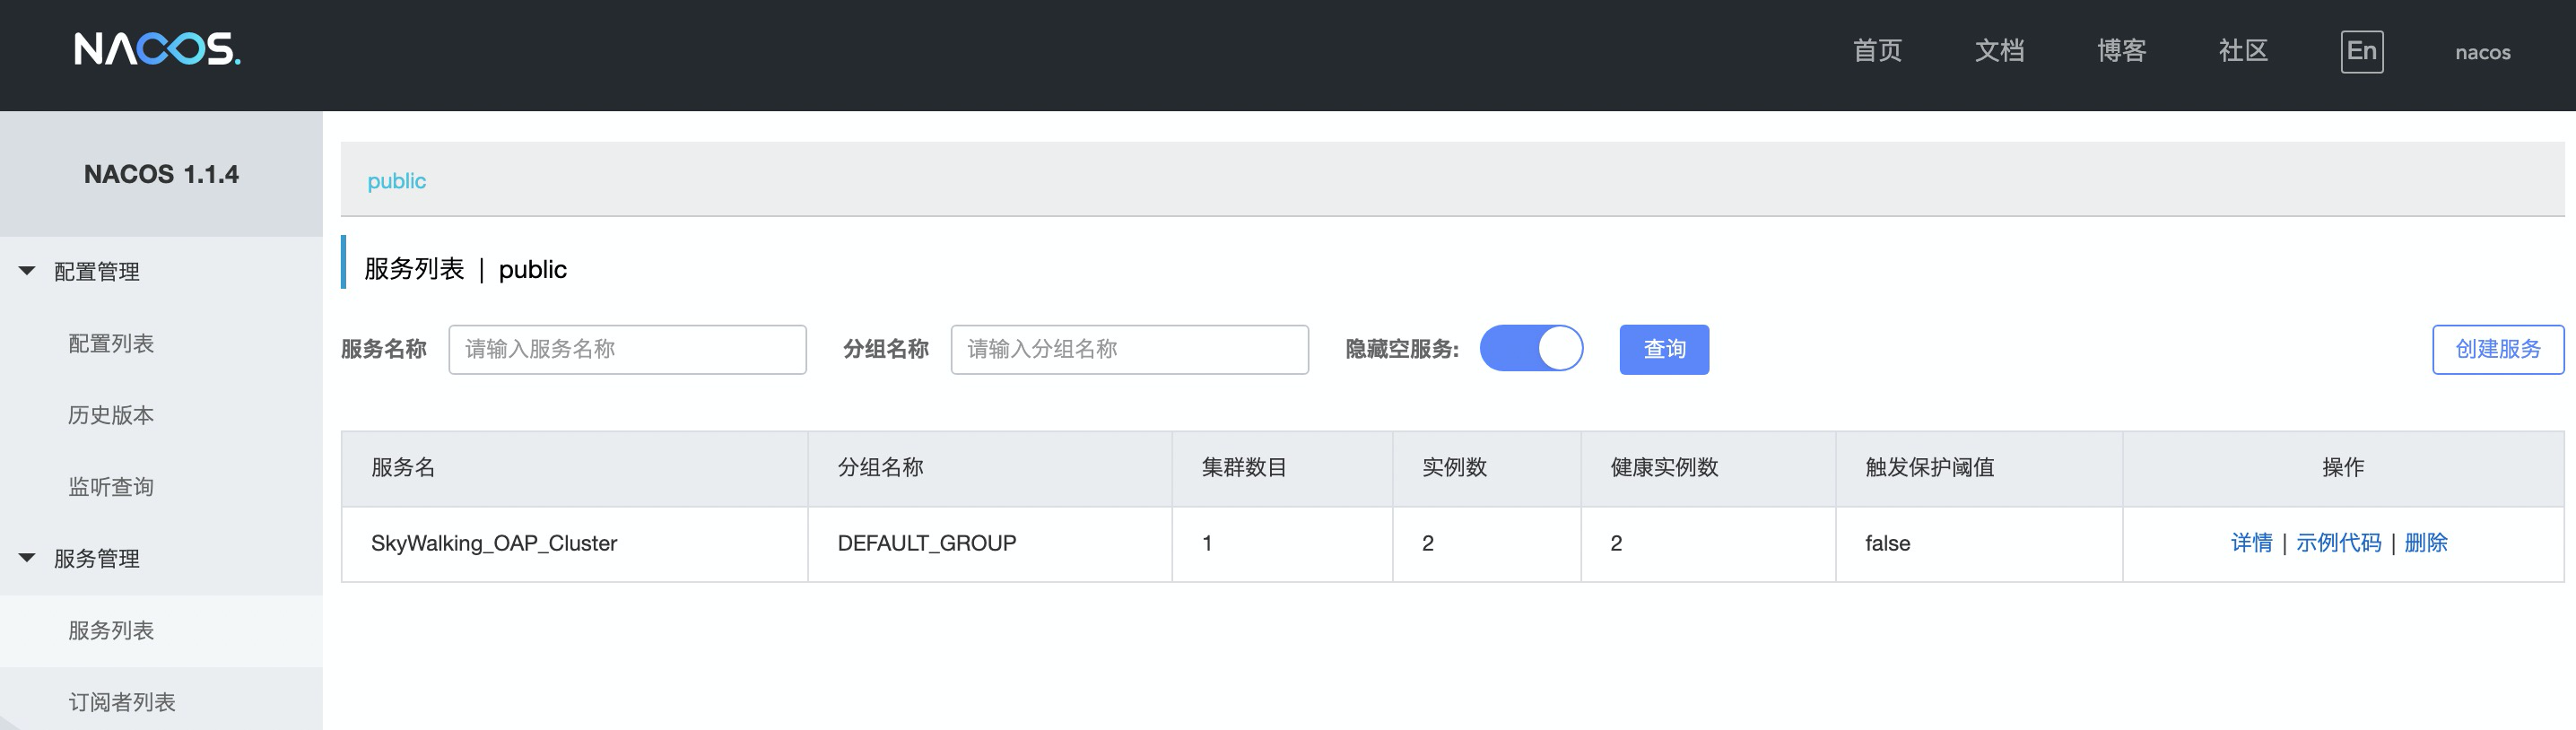 NACOS.
首页 文档 博客 社区 En nacos
NACOS 1.1.4
配置管理
配置列表
历史版本
监听查询
服务管理
服务列表
订阅者列表
public
服务列表 | public
服务名称 请输入服务名称 分组名称 请输入分组名称 隐藏空服务: 查询 创建服务
服务名 分组名称 集群数目 实例数 健康实例数 触发保护阈值 操作
SkyWalking_OAP_Cluster DEFAULT_GROUP 1 2 2 false 详情 | 示例代码 | 删除